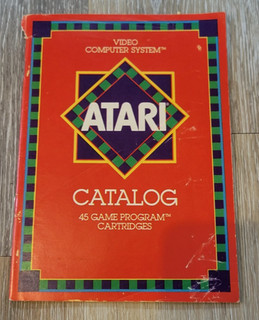 VIDEO
COMPUTER SYSTEM™
ATARI
CATALOG
45 GAME PROGRAM™
CARTRIDGES